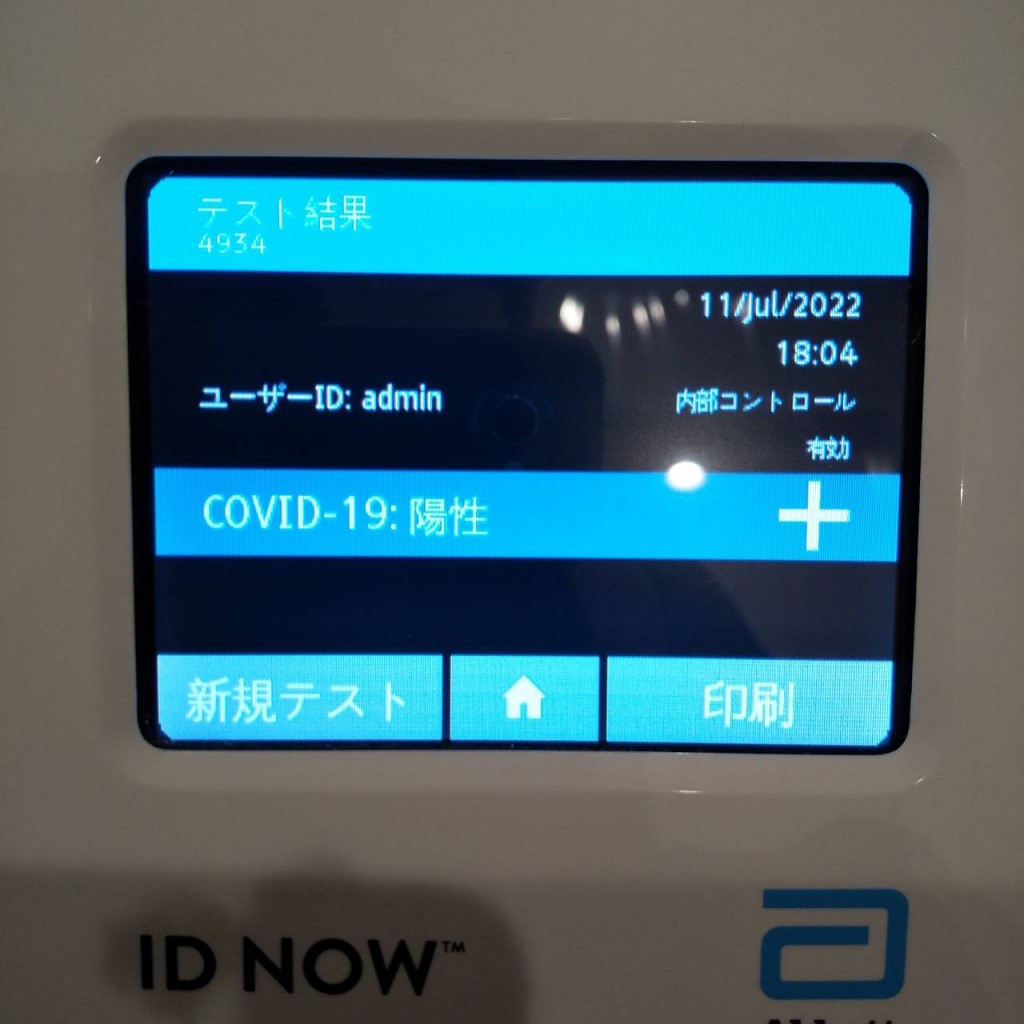 テスト結果
4934
11/Jul/2022
18:04
ユーザーID: admin
内部コントロール
有効
COVID-19: 陽性
新規テスト
印刷
ID NOW™